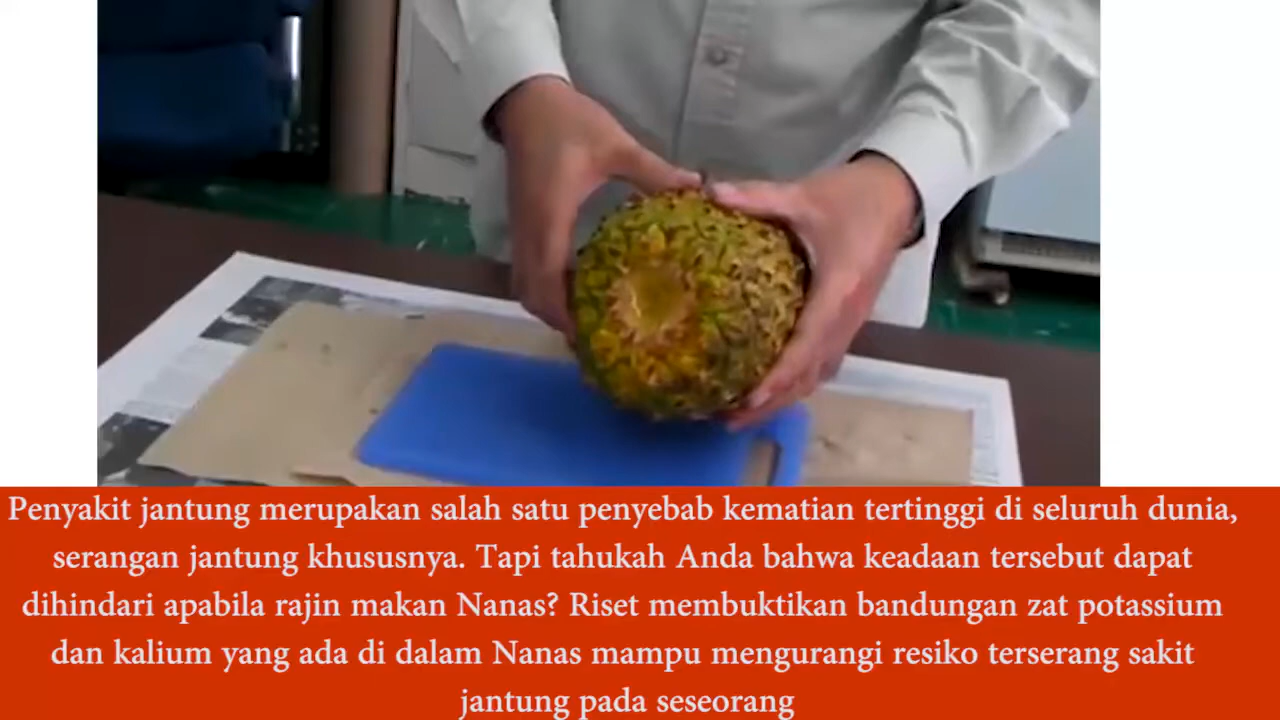 Penyakit jantung merupakan salah satu penyebab kematian tertinggi di seluruh dunia,
serangan jantung khususnya. Tapi tahukah Anda bahwa keadaan tersebut dapat
dihindari apabila rajin makan Nanas? Riset membuktikan bandungan zat potassium
dan kalium yang ada di dalam Nanas mampu mengurangi resiko terserang sakit
jantung pada seseorang